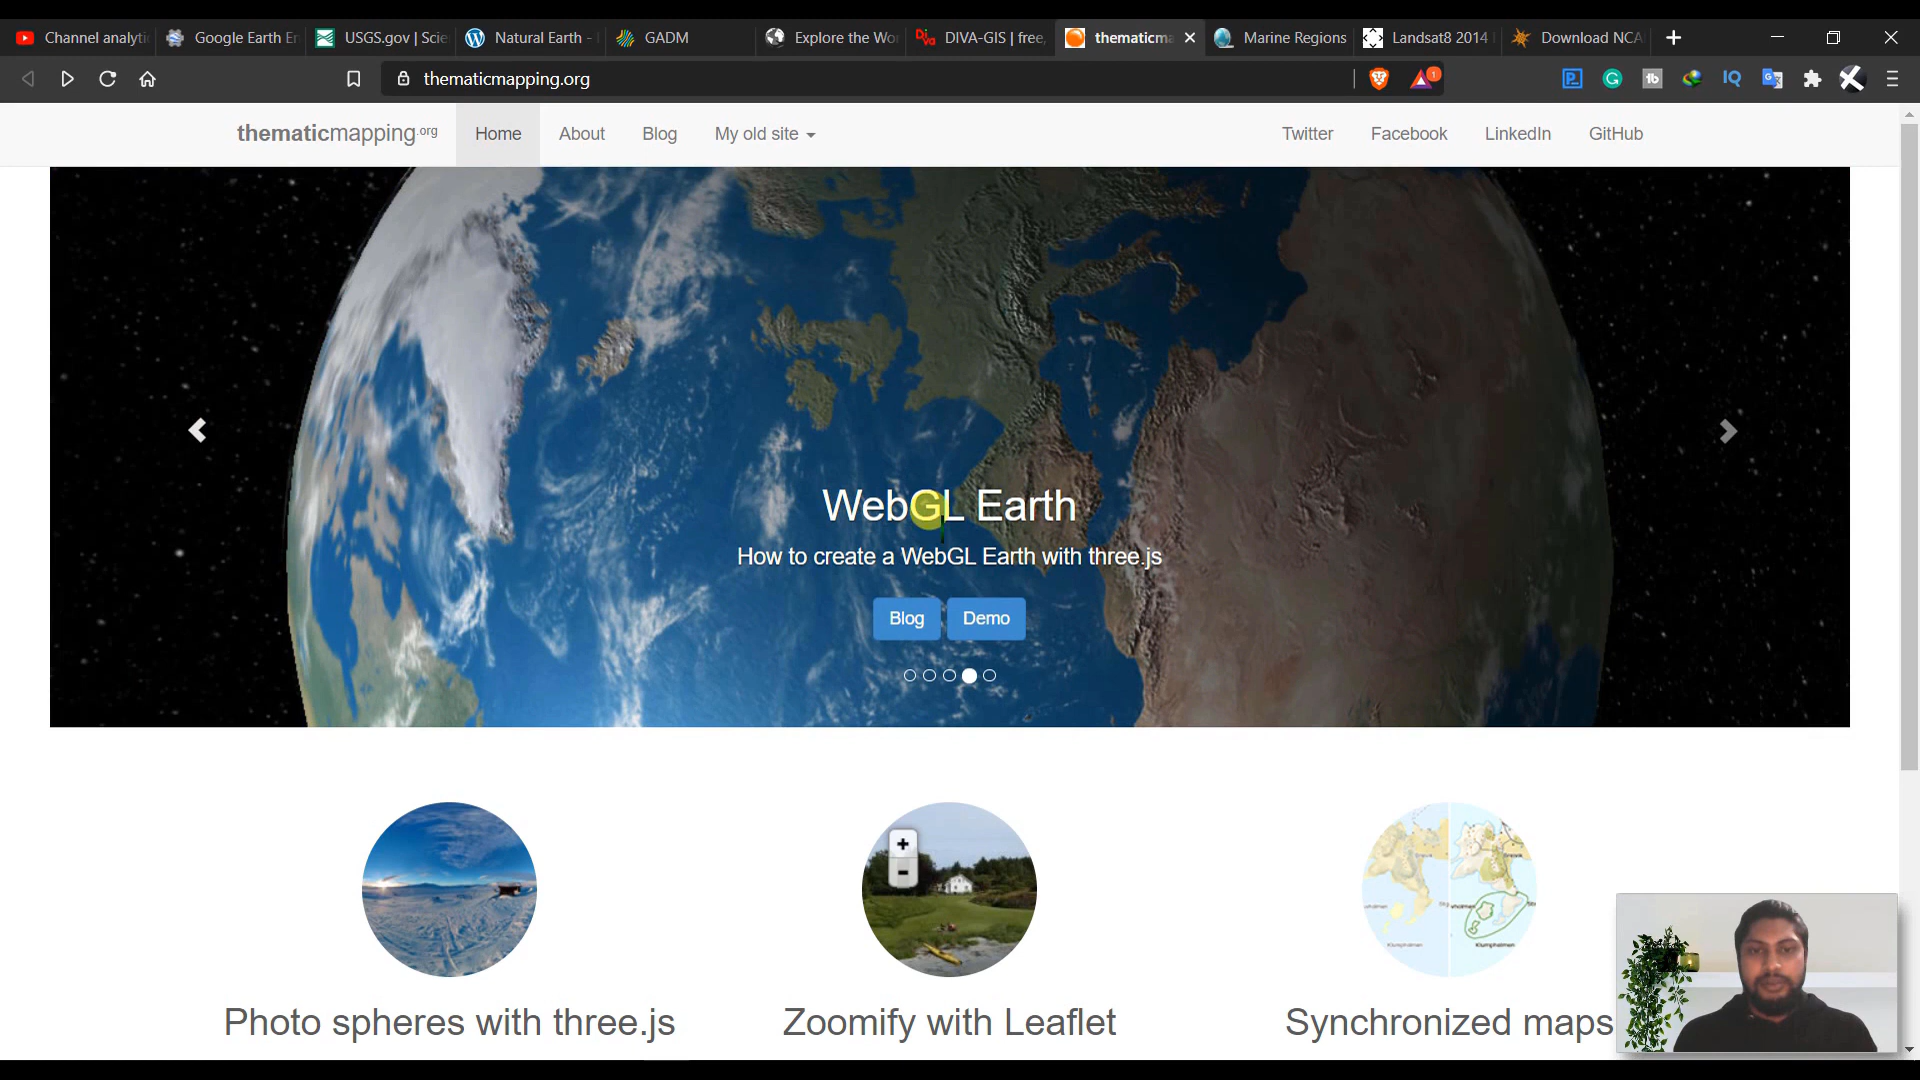 Channel analytic
Google Earth En
USGS.gov | Scie
Natural Earth -
GADM
Explore the Wor
DIVA-GIS | free,
thematicma
Marine Regions
Landsat8 2014
Download NCA
thematicmapping.org
1
IQ
thematicmapping.org
Home
About
Blog
My old site
Twitter
Facebook
LinkedIn
GitHub
WebGL Earth
How to create a WebGL Earth with three.js
Blog
Demo
Photo spheres with three.js
Zoomify with Leaflet
Synchronized maps